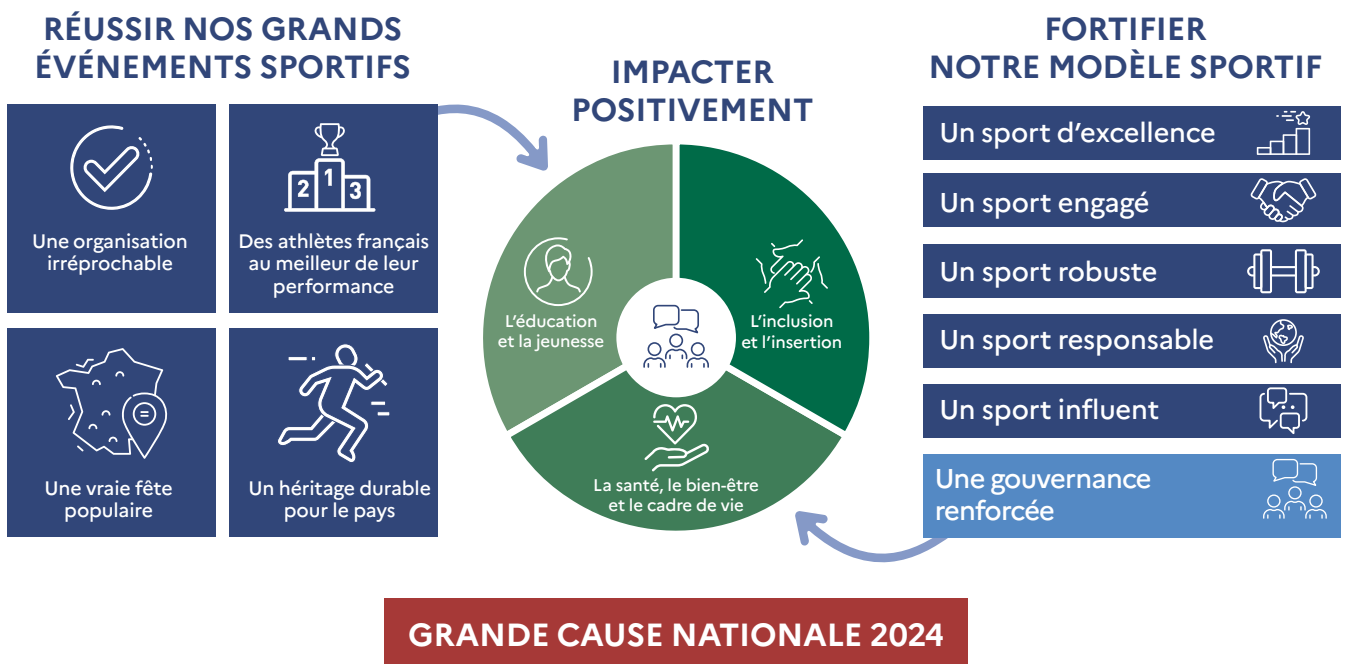 RÉUSSIR NOS GRANDS
ÉVÉNEMENTS SPORTIFS
Une organisation
irréprochable
2 1 3
Des athlètes français
au meilleur de leur
performance
Une vraie fête
populaire
Un héritage durable
pour le pays
IMPACTER
POSITIVEMENT
L’éducation
et la jeunesse
L’inclusion
et l’insertion
La santé, le bien-être
et le cadre de vie
FORTIFIER
NOTRE MODÈLE SPORTIF
Un sport d’excellence
Un sport engagé
Un sport robuste
Un sport responsable
Un sport influent
Une gouvernance
renforcée
GRANDE CAUSE NATIONALE 2024